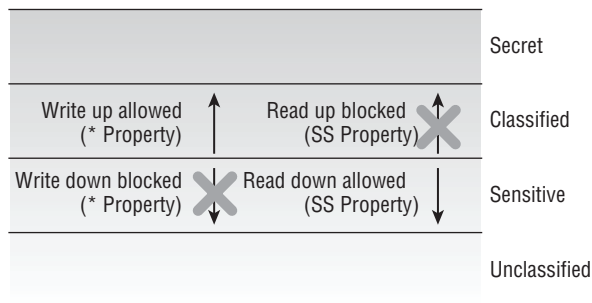 Secret
Write up allowed
(* Property)
Read up blocked
(SS Property)
Classified
Write down blocked
(* Property)
Read down allowed
(SS Property)
Sensitive
Unclassified